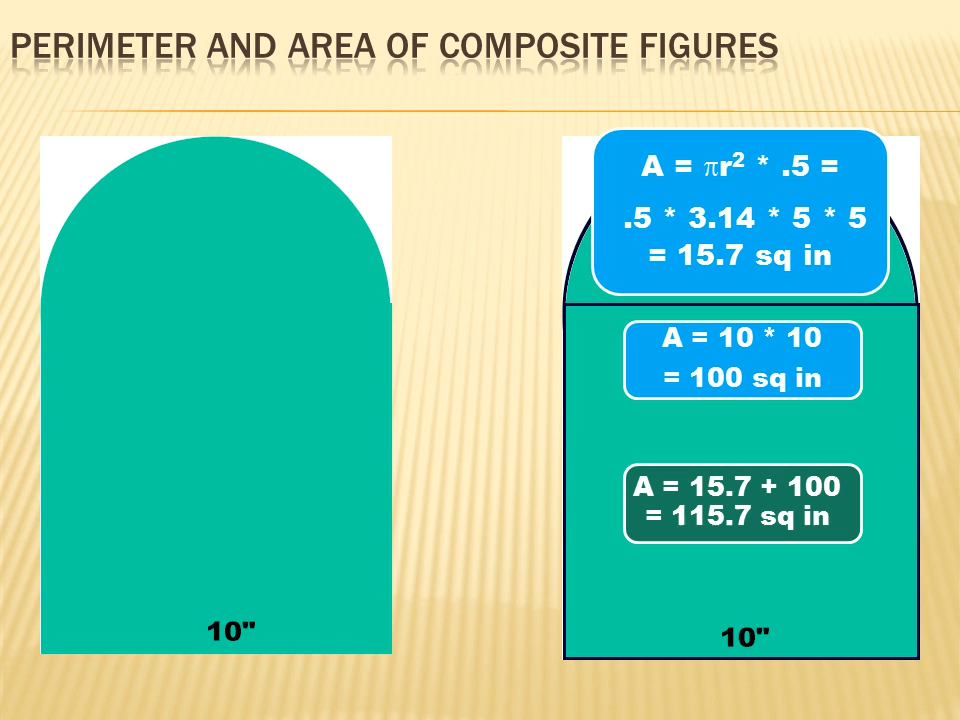 PERIMETER AND AREA OF COMPOSITE FIGURES
10"
A = πr² * .5 =
.5 * 3.14 * 5 * 5
= 15.7 sq in
A = 10 * 10
= 100 sq in
A = 15.7 + 100
= 115.7 sq in
10"